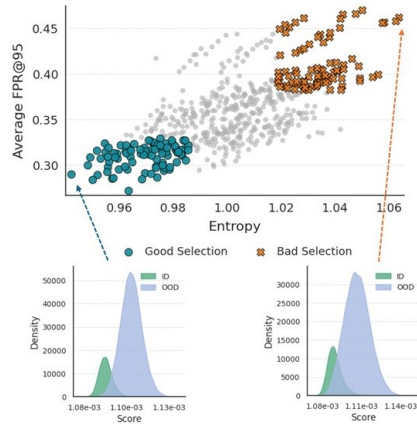 Average FPR@95
0.45
0.40
0.35
0.30
0.96 0.98 1.00 1.02 1.04 1.06
Entropy
Good Selection Bad Selection
ID
OOD
Density
50000
40000
30000
20000
10000
0
1.08e-03 1.10e-03 1.13e-03
Score
ID
OOD
Density
30000
25000
20000
15000
10000
5000
0
1.08e-03 1.11e-03 1.14e-03
Score